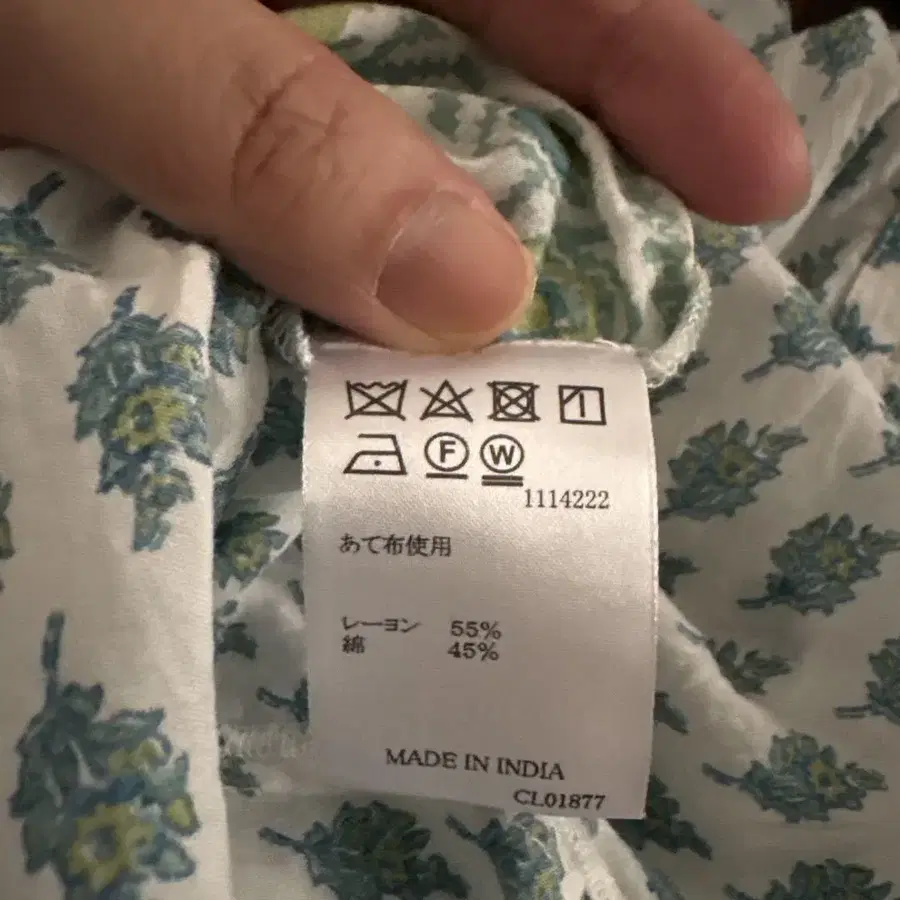 F W
1114222
あて布使用
レーヨン 55%
綿 45%
MADE IN INDIA
CL01877